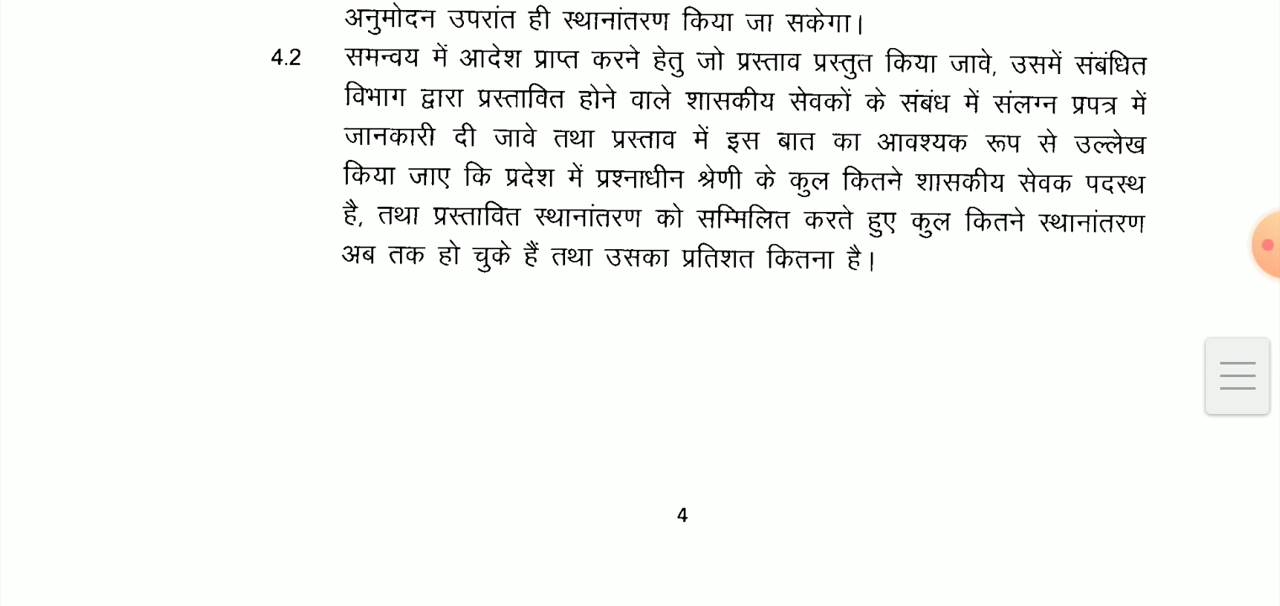 अनुमोदन उपरांत ही स्थानांतरण किया जा सकेगा।
4.2 समन्वय में आदेश प्राप्त करने हेतु जो प्रस्ताव प्रस्तुत किया जावे, उसमें संबंधित
विभाग द्वारा प्रस्तावित होने वाले शासकीय सेवकों के संबंध में संलग्न प्रपत्र में
जानकारी दी जावे तथा प्रस्ताव में इस बात का आवश्यक रूप से उल्लेख
किया जाए कि प्रदेश में प्रश्नाधीन श्रेणी के कुल कितने शासकीय सेवक पदस्थ
है, तथा प्रस्तावित स्थानांतरण को सम्मिलित करते हुए कुल कितने स्थानांतरण
अब तक हो चुके हैं तथा उसका प्रतिशत कितना है।
4